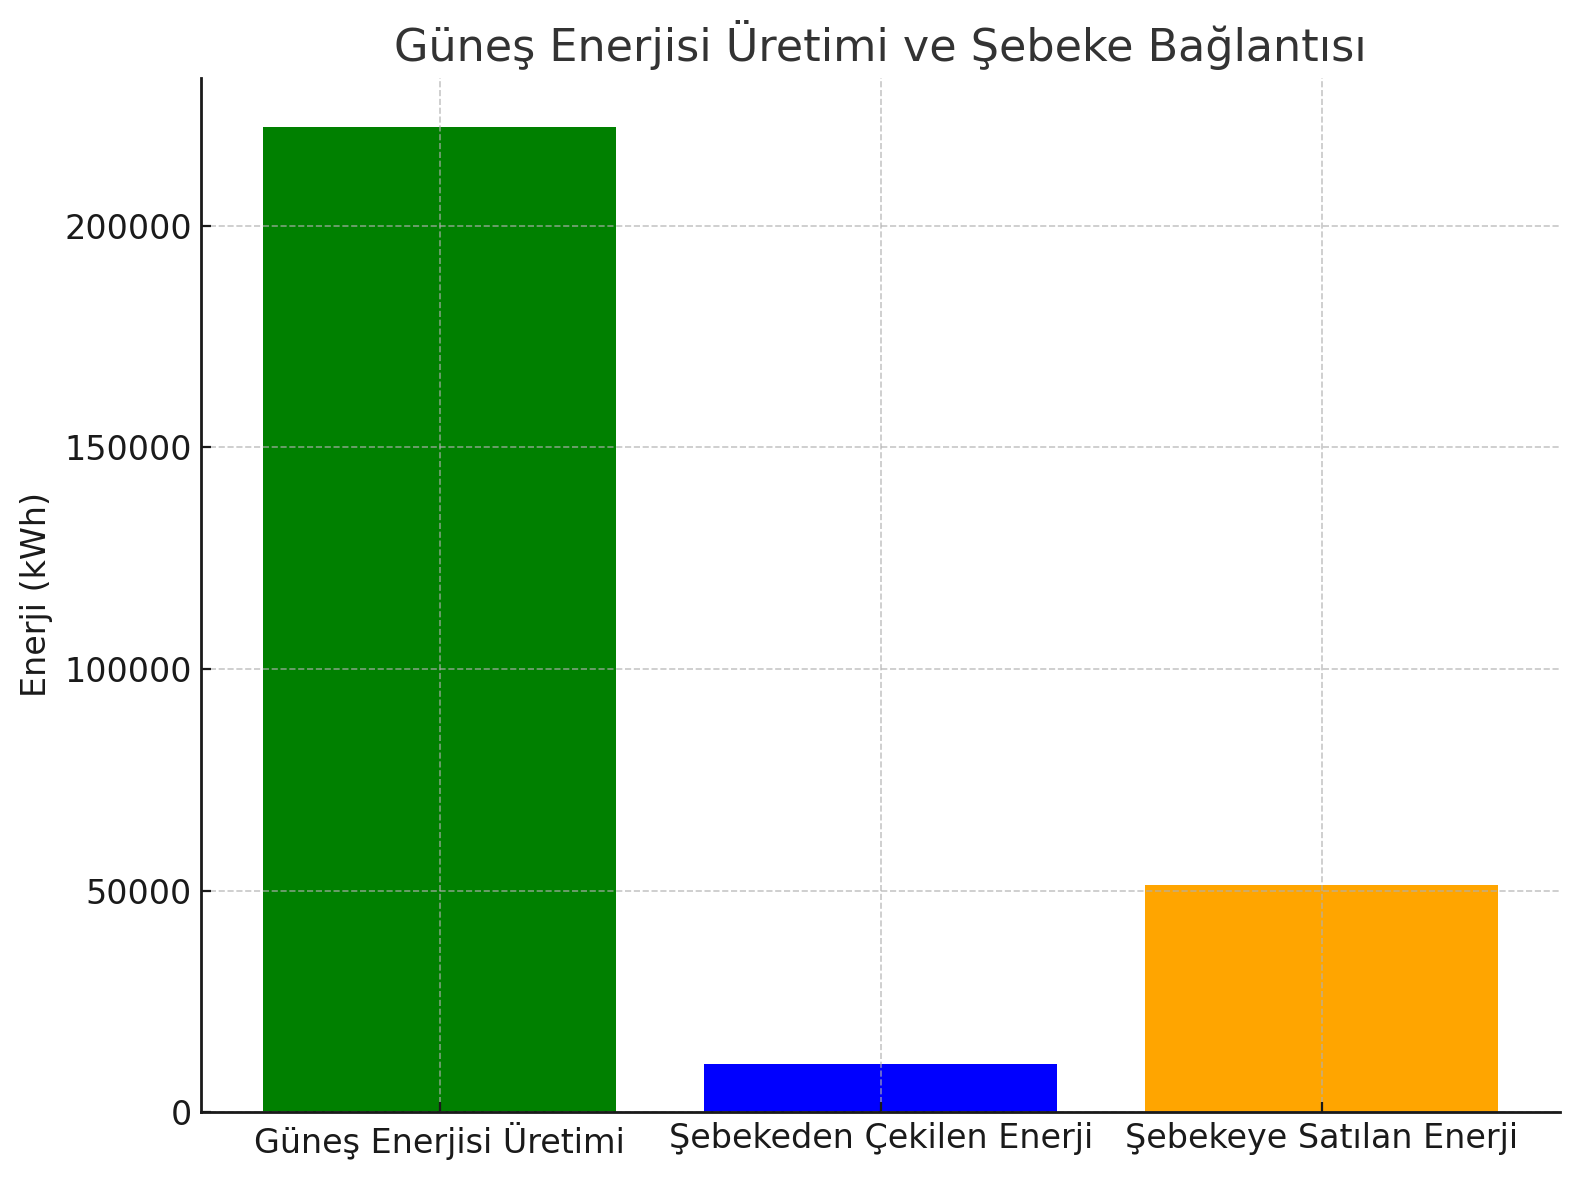 Güneş Enerjisi Üretimi ve Şebeke Bağlantısı
Enerji (kWh)
200000
150000
100000
50000
0
Güneş Enerjisi Üretimi
Şebekeden Çekilen Enerji
Şebekeye Satılan Enerji